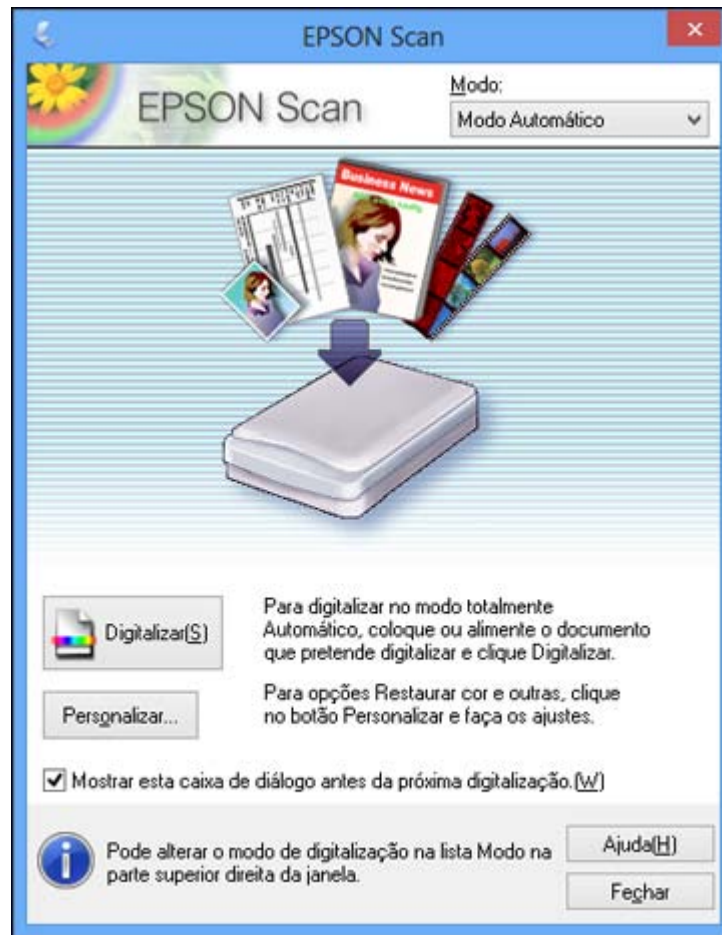 EPSON Scan
EPSON Scan
Modo:
Modo Automático
Business News
Digitalizar(S)
Para digitalizar no modo totalmente
Automático, coloque ou alimente o documento
que pretende digitalizar e clique Digitalizar.
Personalizar...
Para opções Restaurar cor e outras, clique
no botão Personalizar e faça os ajustes.
Mostrar esta caixa de diálogo antes da próxima digitalização.(W)
Pode alterar o modo de digitalização na lista Modo na
parte superior direita da janela.
Ajuda(H)
Fechar